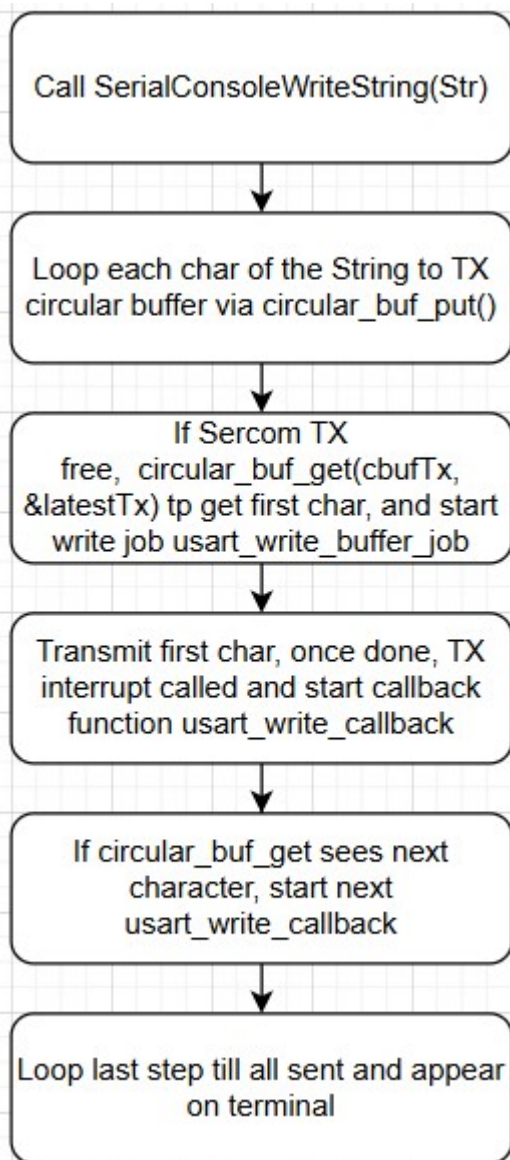 Call SerialConsoleWriteString(Str)
Loop each char of the String to TX
circular buffer via circular_buf_put()
If Sercom TX
free,  circular_buf_get(cbufTx,
&latestTx) tp get first char, and start
write job usart_write_buffer_job
Transmit first char, once done, TX
interrupt called and start callback
function usart_write_callback
If circular_buf_get sees next
character, start next
usart_write_callback
Loop last step till all sent and appear
on terminal